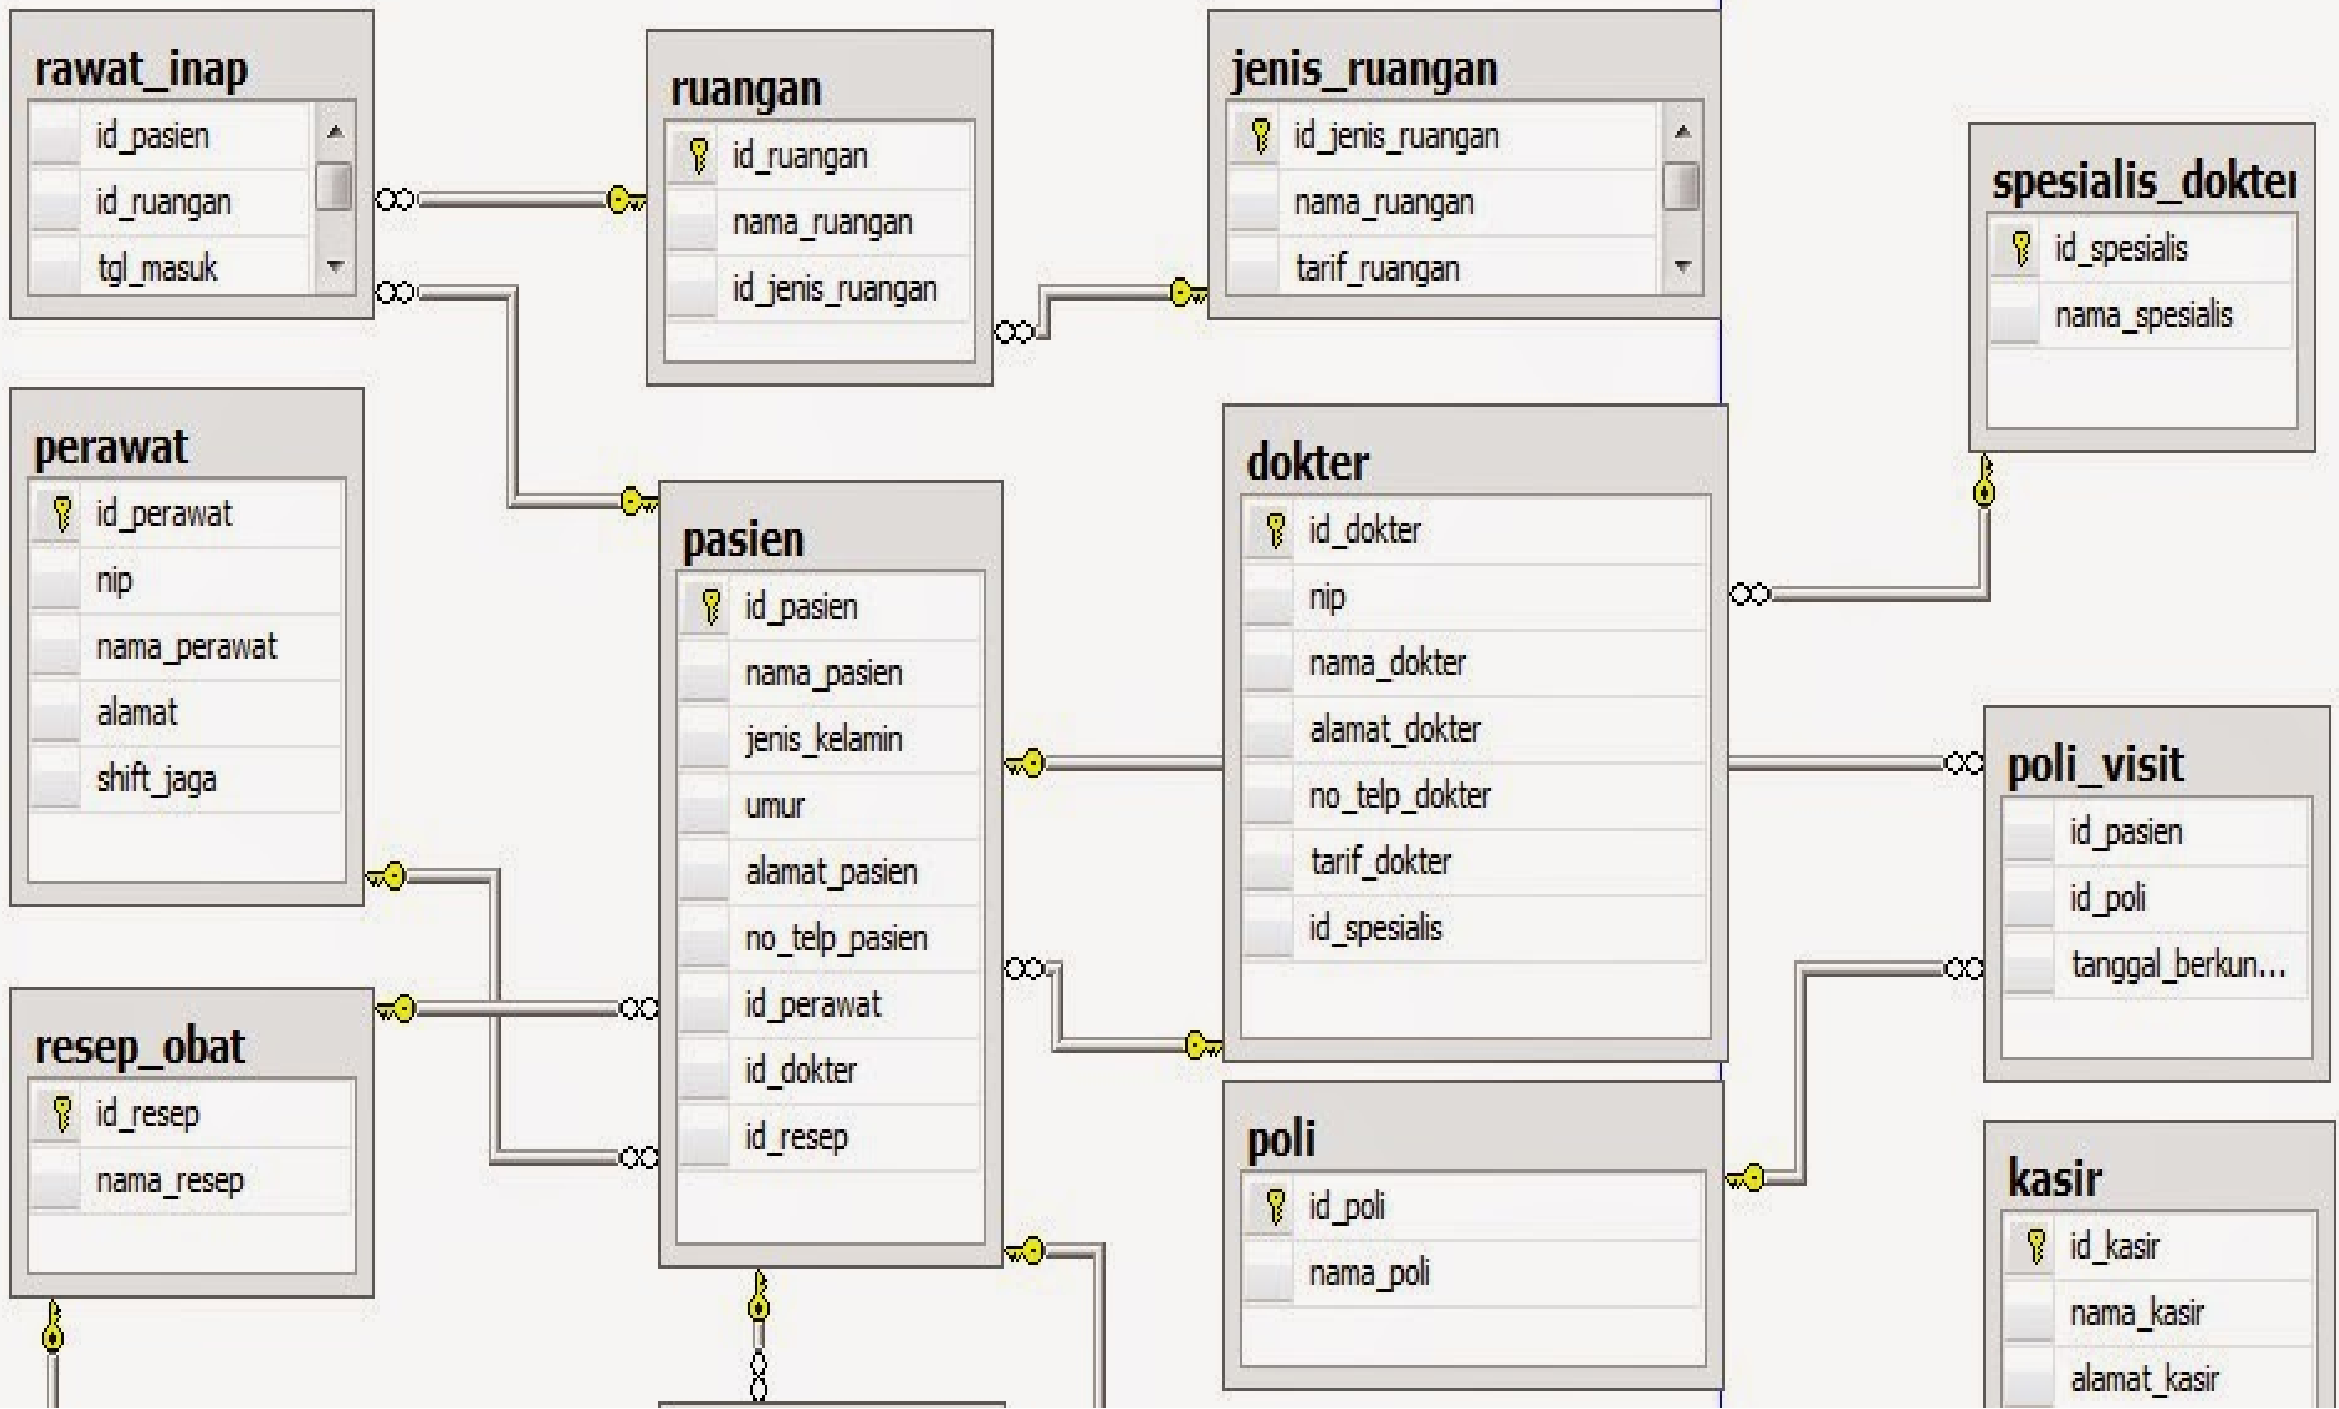 rawat_inap
id_pasien
id_ruangan
tgl_masuk
ruangan
id_ruangan
nama_ruangan
id_jenis_ruangan
jenis_ruangan
id_jenis_ruangan
nama_ruangan
tarif_ruangan
spesialis_dokter
id_spesialis
nama_spesialis
perawat
id_perawat
nip
nama_perawat
alamat
shift_jaga
pasien
id_pasien
nama_pasien
jenis_kelamin
umur
alamat_pasien
no_telp_pasien
id_perawat
id_dokter
id_resep
dokter
id_dokter
nip
nama_dokter
alamat_dokter
no_telp_dokter
tarif_dokter
id_spesialis
poli_visit
id_pasien
id_poli
tanggal_berkun...
resep_obat
id_resep
nama_resep
poli
id_poli
nama_poli
kasir
id_kasir
nama_kasir
alamat_kasir